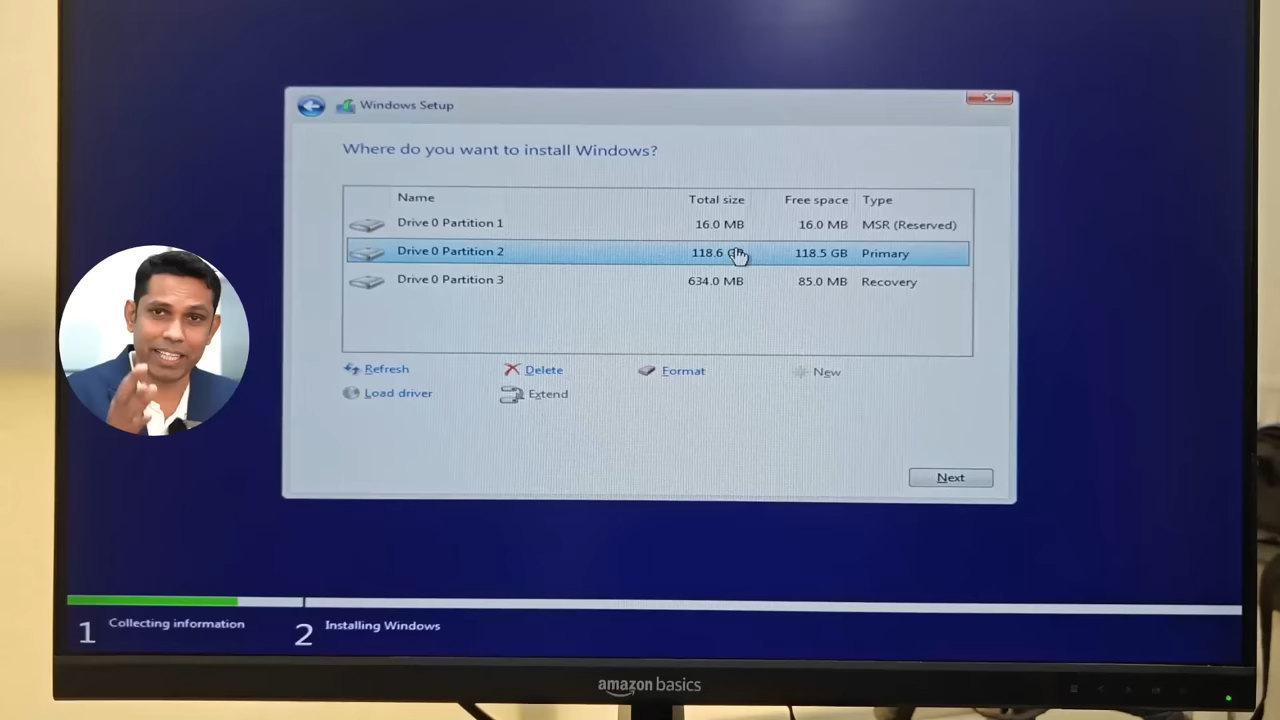 Windows Setup
Where do you want to install Windows?
Name Total size Free space Type
Drive 0 Partition 1 16.0 MB 16.0 MB MSR (Reserved)
Drive 0 Partition 2 118.6 118.5 GB Primary
Drive 0 Partition 3 634.0 MB 85.0 MB Recovery
Refresh Delete Format New
Load driver Extend
Next
1 Collecting information 2 Installing Windows
amazon basics